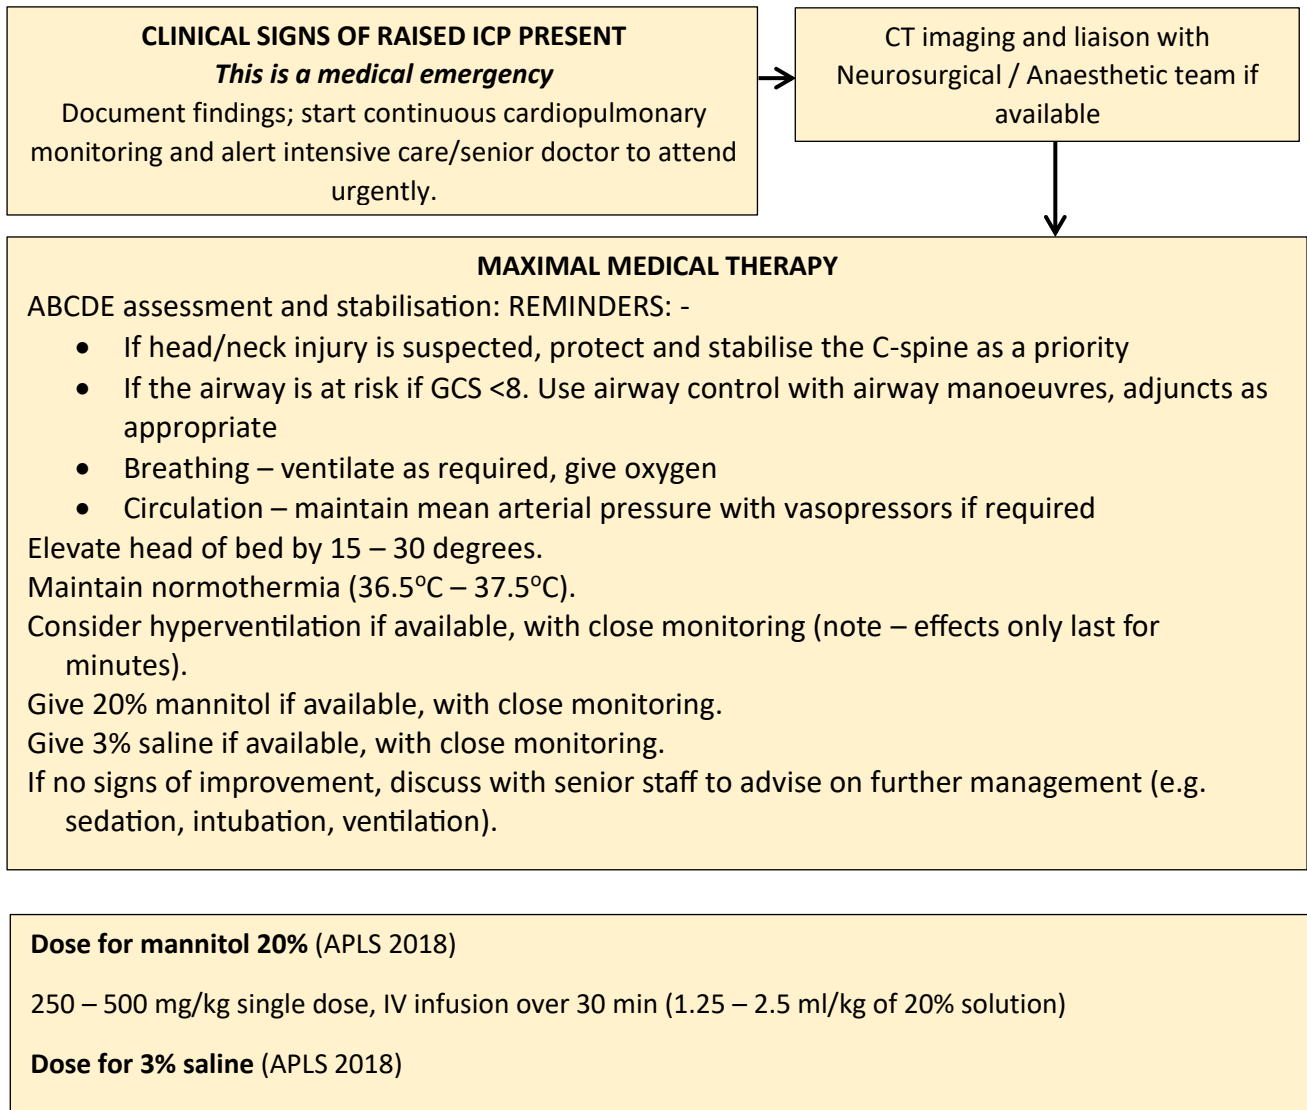 CLINICAL SIGNS OF RAISED ICP PRESENT
This is a medical emergency
Document findings; start continuous cardiopulmonary
monitoring and alert intensive care/senior doctor to attend
urgently.
CT imaging and liaison with
Neurosurgical / Anaesthetic team if
available
MAXIMAL MEDICAL THERAPY
ABCDE assessment and stabilisation: REMINDERS: -
• If head/neck injury is suspected, protect and stabilise the C-spine as a priority
• If the airway is at risk if GCS <8. Use airway control with airway manoeuvres, adjuncts as
appropriate
• Breathing – ventilate as required, give oxygen
• Circulation – maintain mean arterial pressure with vasopressors if required
Elevate head of bed by 15 – 30 degrees.
Maintain normothermia (36.5°C – 37.5°C).
Consider hyperventilation if available, with close monitoring (note – effects only last for
minutes).
Give 20% mannitol if available, with close monitoring.
Give 3% saline if available, with close monitoring.
If no signs of improvement, discuss with senior staff to advise on further management (e.g.
sedation, intubation, ventilation).
Dose for mannitol 20% (APLS 2018)
250 – 500 mg/kg single dose, IV infusion over 30 min (1.25 – 2.5 ml/kg of 20% solution)
Dose for 3% saline (APLS 2018)